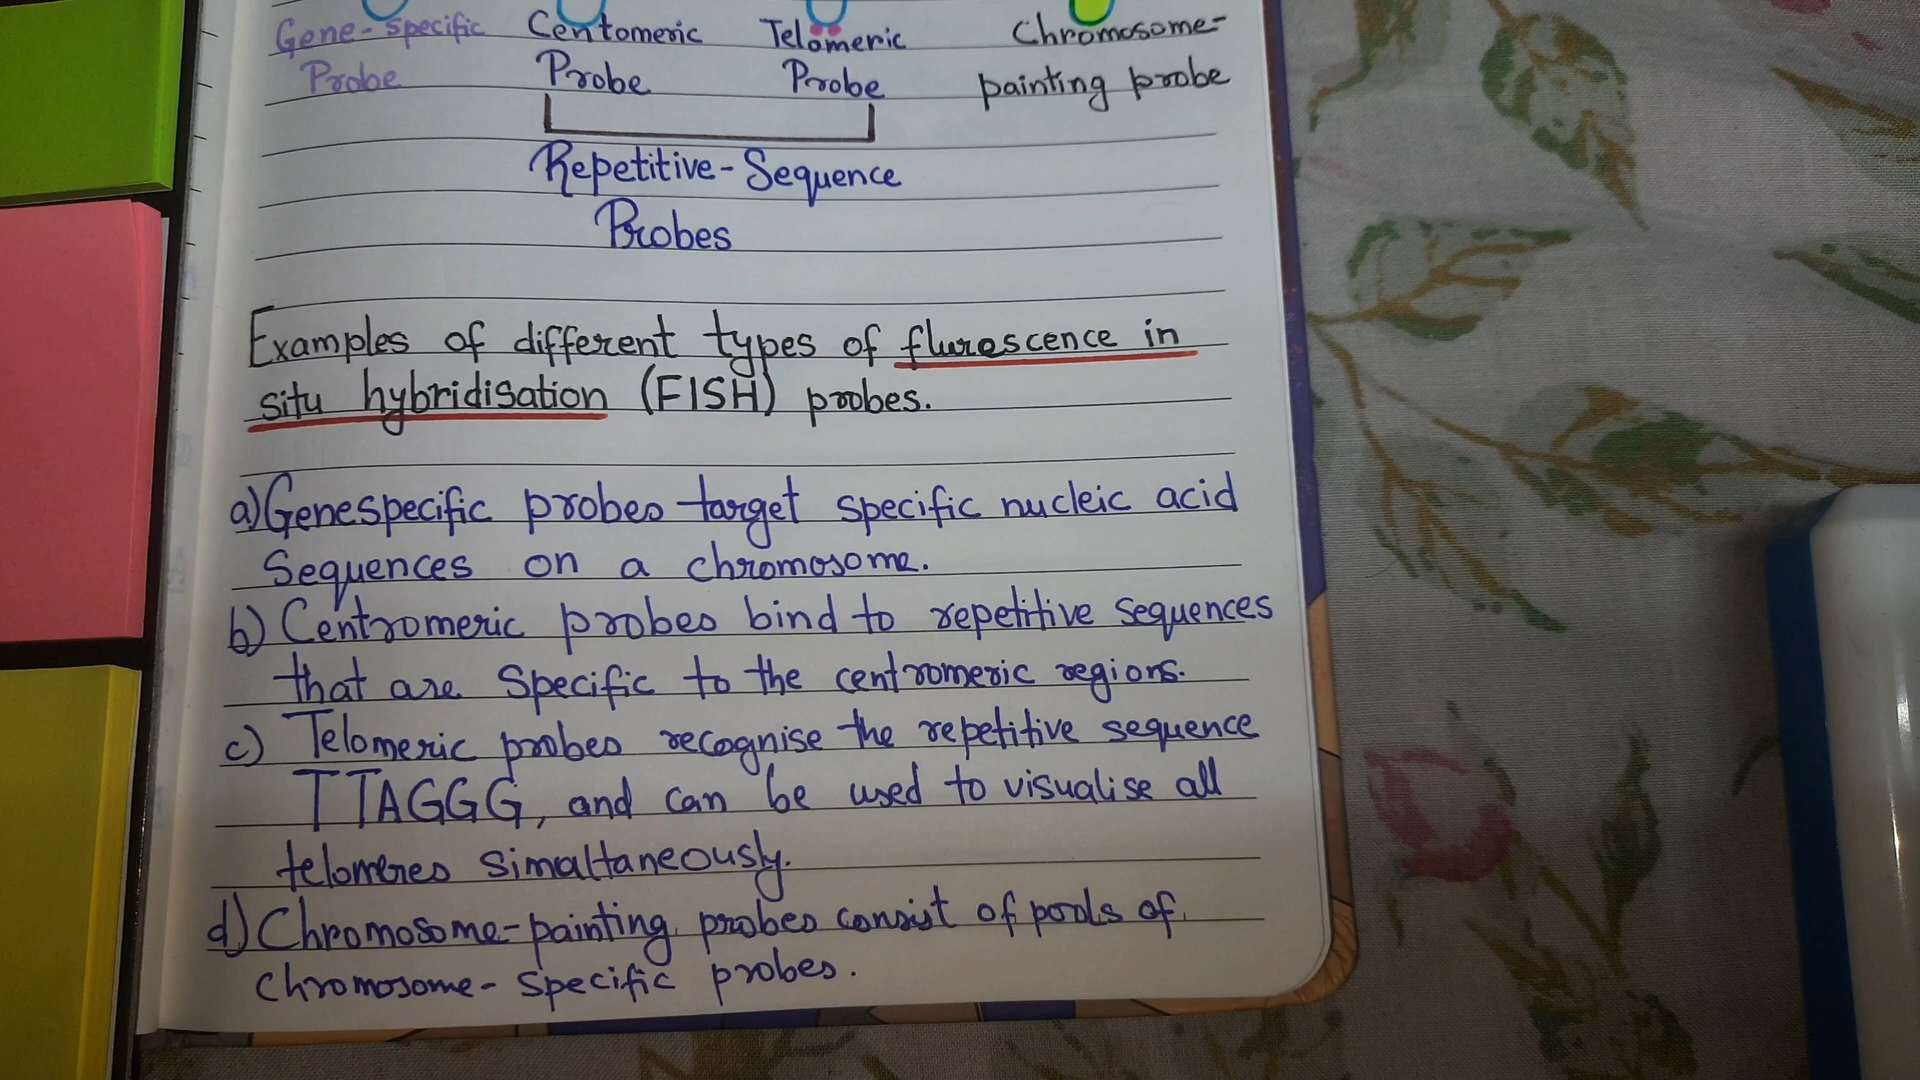 Gene-specific Centomeric Telomeric Chromosome-
Probe Probe Probe painting probe
Repetitive-Sequence
Probes
Examples of different types of flurescence in
situ hybridisation (FISH) probes.
a) Genespecific probes target specific nucleic acid
Sequences on a chromosome.
b) Centromeric probes bind to repetitive sequences
that are Specific to the centromeric regions.
c) Telomeric probes recognise the repetitive sequence
TTAGGG, and can be used to visualise all
telomeres simaltaneously.
d) Chromosome-painting probes consist of pools of
chromosome-specific probes.